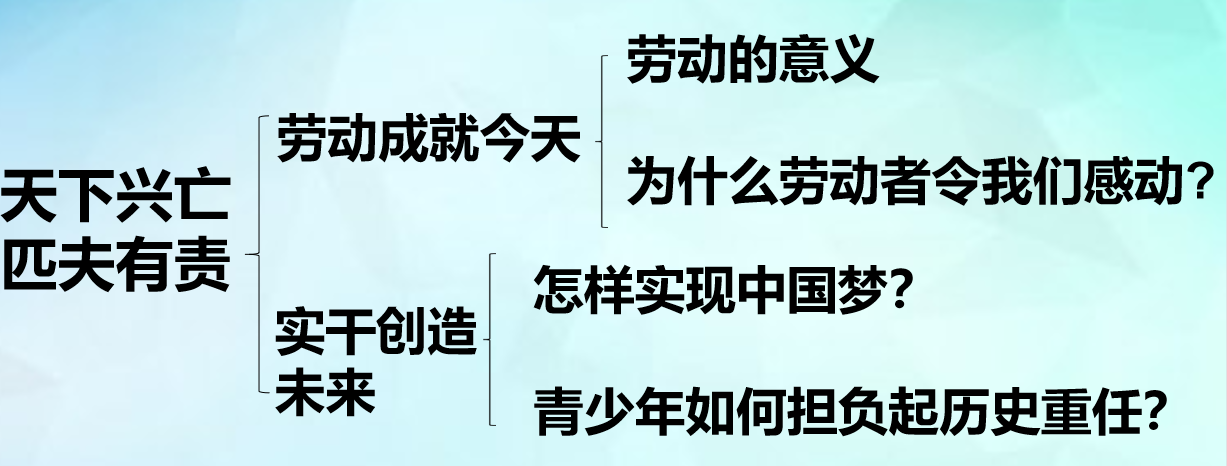 天下兴亡
匹夫有责
劳动成就今天
劳动的意义
为什么劳动者令我们感动?
实干创造
未来
怎样实现中国梦?
青少年如何担负起历史重任?